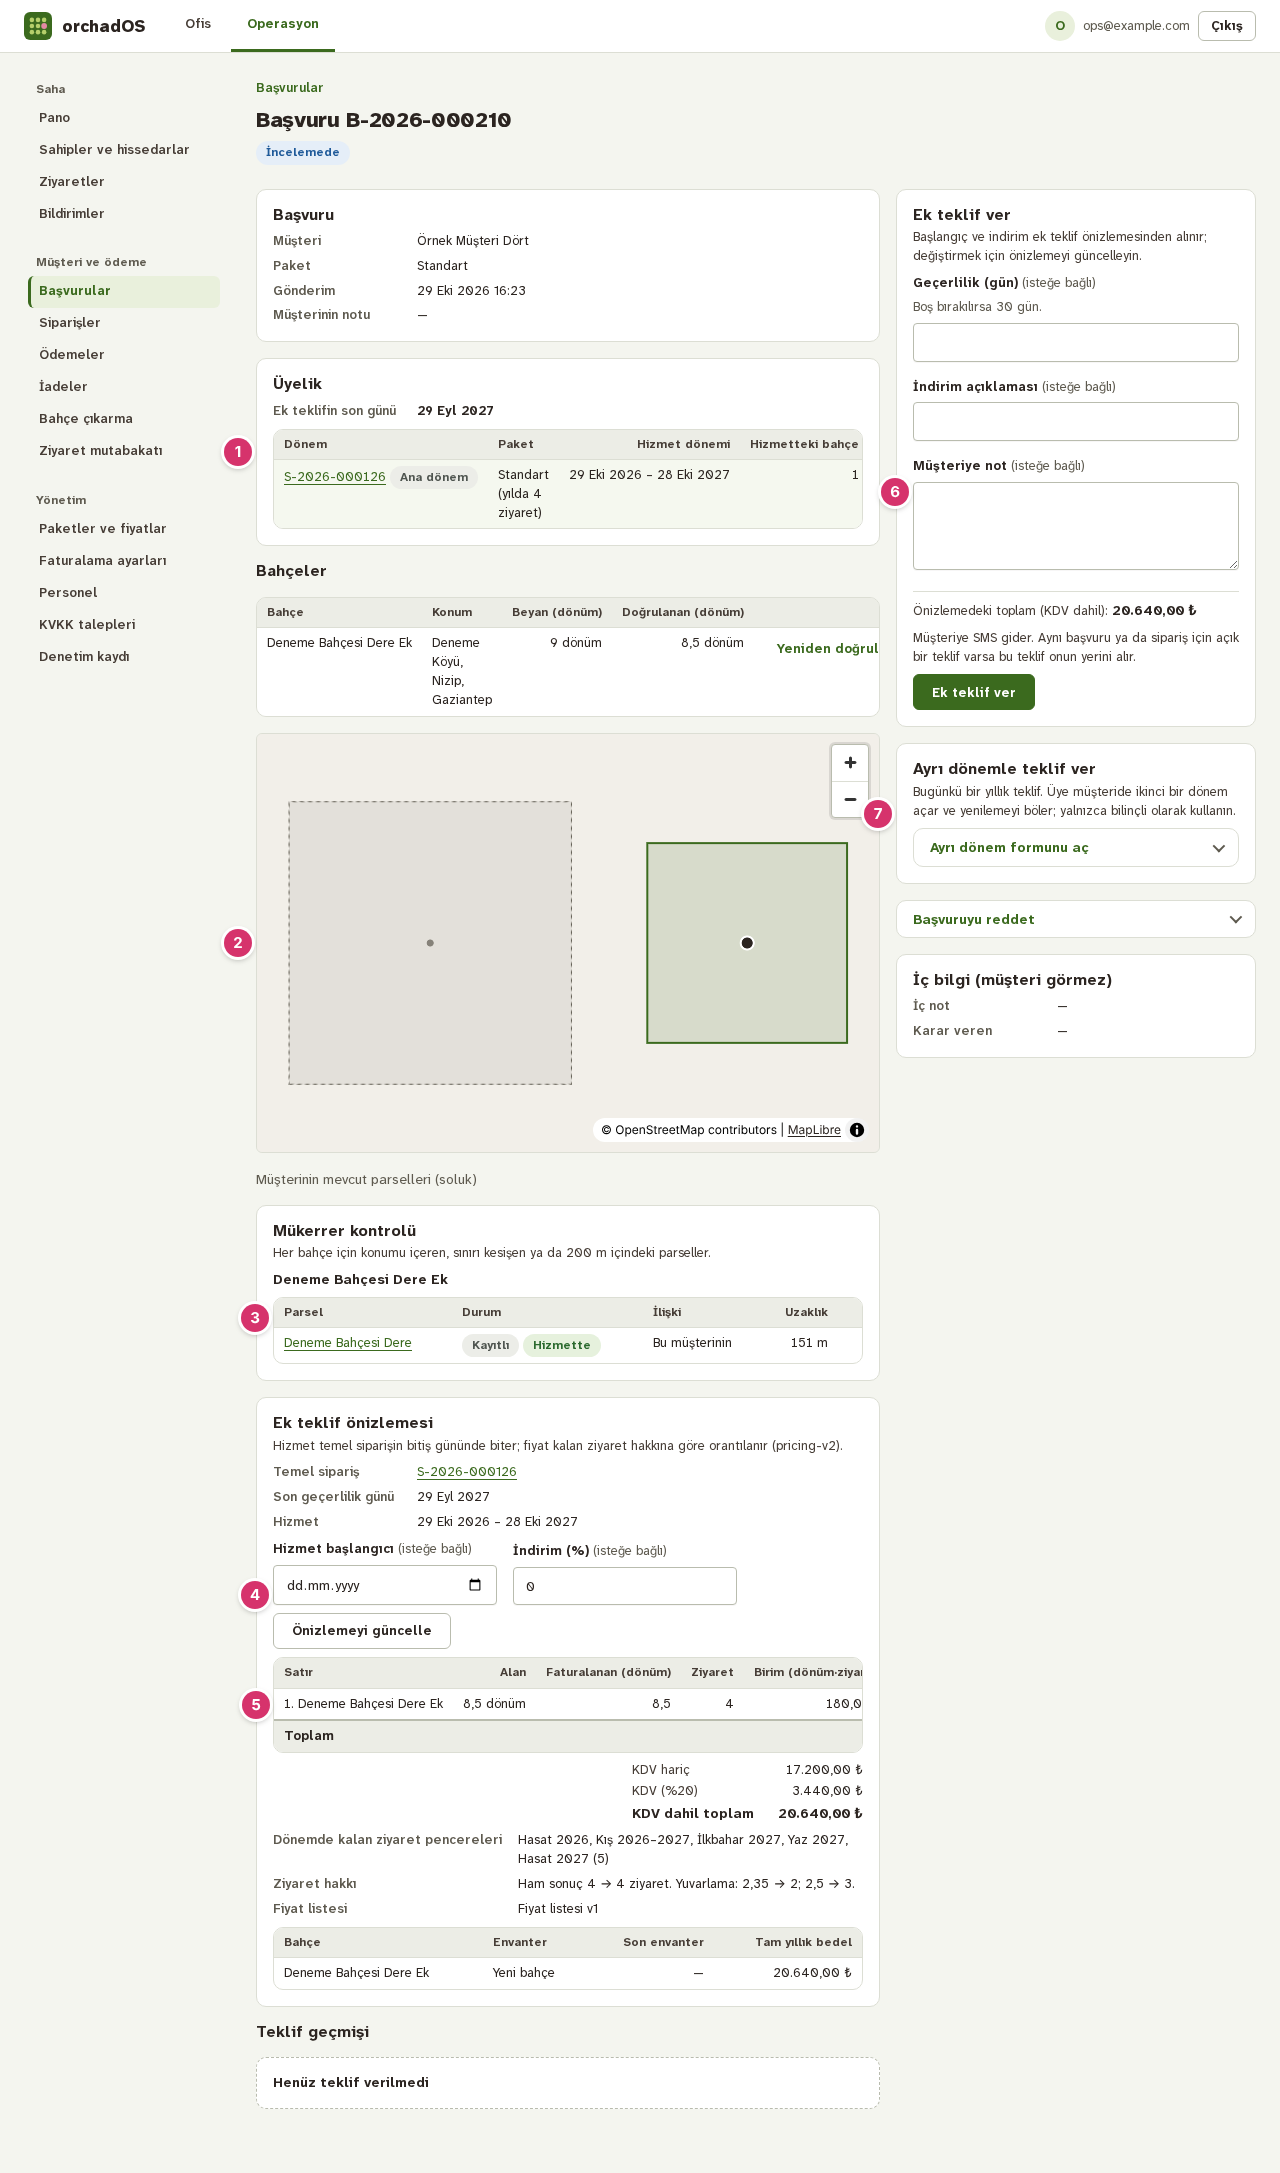 orchadOS
Ofis
Operasyon
O
ops@example.com
Çıkış
Saha
Pano
Sahipler ve hissedarlar
Ziyaretler
Bildirimler
Müşteri ve ödeme
Başvurular
Siparişler
Ödemeler
İadeler
Bahçe çıkarma
Ziyaret mutabakatı
Yönetim
Paketler ve fiyatlar
Faturalama ayarları
Personel
KVKK talepleri
Denetim kaydı
Başvurular
Başvuru B-2026-000210
İncelemede
Başvuru
Müşteri Örnek Müşteri Dört
Paket Standart
Gönderim 29 Eki 2026 16:23
Müşterinin notu —
Üyelik
Ek teklifin son günü 29 Eyl 2027
1
Dönem Paket Hizmet dönemi Hizmetteki bahçe
S-2026-000126 Ana dönem Standart 29 Eki 2026 – 28 Eki 2027 1
(yılda 4
ziyaret)
Bahçeler
Bahçe Konum Beyan (dönüm) Doğrulanan (dönüm)
Deneme Bahçesi Dere Ek Deneme 9 dönüm 8,5 dönüm Yeniden doğrul
Köyü,
Nizip,
Gaziantep
+
−
2
© OpenStreetMap contributors | MapLibre
Müşterinin mevcut parselleri (soluk)
Mükerrer kontrolü
Her bahçe için konumu içeren, sınırı kesişen ya da 200 m içindeki parseller.
Deneme Bahçesi Dere Ek
3
Parsel Durum İlişki Uzaklık
Deneme Bahçesi Dere Kayıtlı Hizmette Bu müşterinin 151 m
Ek teklif önizlemesi
Hizmet temel siparişin bitiş gününde biter; fiyat kalan ziyaret hakkına göre orantılanır (pricing-v2).
Temel sipariş S-2026-000126
Son geçerlilik günü 29 Eyl 2027
Hizmet 29 Eki 2026 – 28 Eki 2027
Hizmet başlangıcı (isteğe bağlı) İndirim (%) (isteğe bağlı)
4
dd.mm.yyyy 0
Önizlemeyi güncelle
Satır Alan Faturalanan (dönüm) Ziyaret Birim (dönüm·ziyar
5
1. Deneme Bahçesi Dere Ek 8,5 dönüm 8,5 4 180,0
Toplam
KDV hariç 17.200,00 ₺
KDV (%20) 3.440,00 ₺
KDV dahil toplam 20.640,00 ₺
Dönemde kalan ziyaret pencereleri Hasat 2026, Kış 2026–2027, İlkbahar 2027, Yaz 2027,
Hasat 2027 (5)
Ziyaret hakkı Ham sonuç 4 → 4 ziyaret. Yuvarlama: 2,35 → 2; 2,5 → 3.
Fiyat listesi Fiyat listesi v1
Bahçe Envanter Son envanter Tam yıllık bedel
Deneme Bahçesi Dere Ek Yeni bahçe — 20.640,00 ₺
Teklif geçmişi
Henüz teklif verilmedi
Ek teklif ver
Başlangıç ve indirim ek teklif önizlemesinden alınır;
değiştirmek için önizlemeyi güncelleyin.
Geçerlilik (gün) (isteğe bağlı)
Boş bırakılırsa 30 gün.
İndirim açıklaması (isteğe bağlı)
Müşteriye not (isteğe bağlı)
6
Önizlemedeki toplam (KDV dahil): 20.640,00 ₺
Müşteriye SMS gider. Aynı başvuru ya da sipariş için açık
bir teklif varsa bu teklif onun yerini alır.
Ek teklif ver
7
Ayrı dönemle teklif ver
Bugünkü bir yıllık teklif. Üye müşteride ikinci bir dönem
açar ve yenilemeyi böler; yalnızca bilinçli olarak kullanın.
Ayrı dönem formunu aç
Başvuruyu reddet
İç bilgi (müşteri görmez)
İç not —
Karar veren —